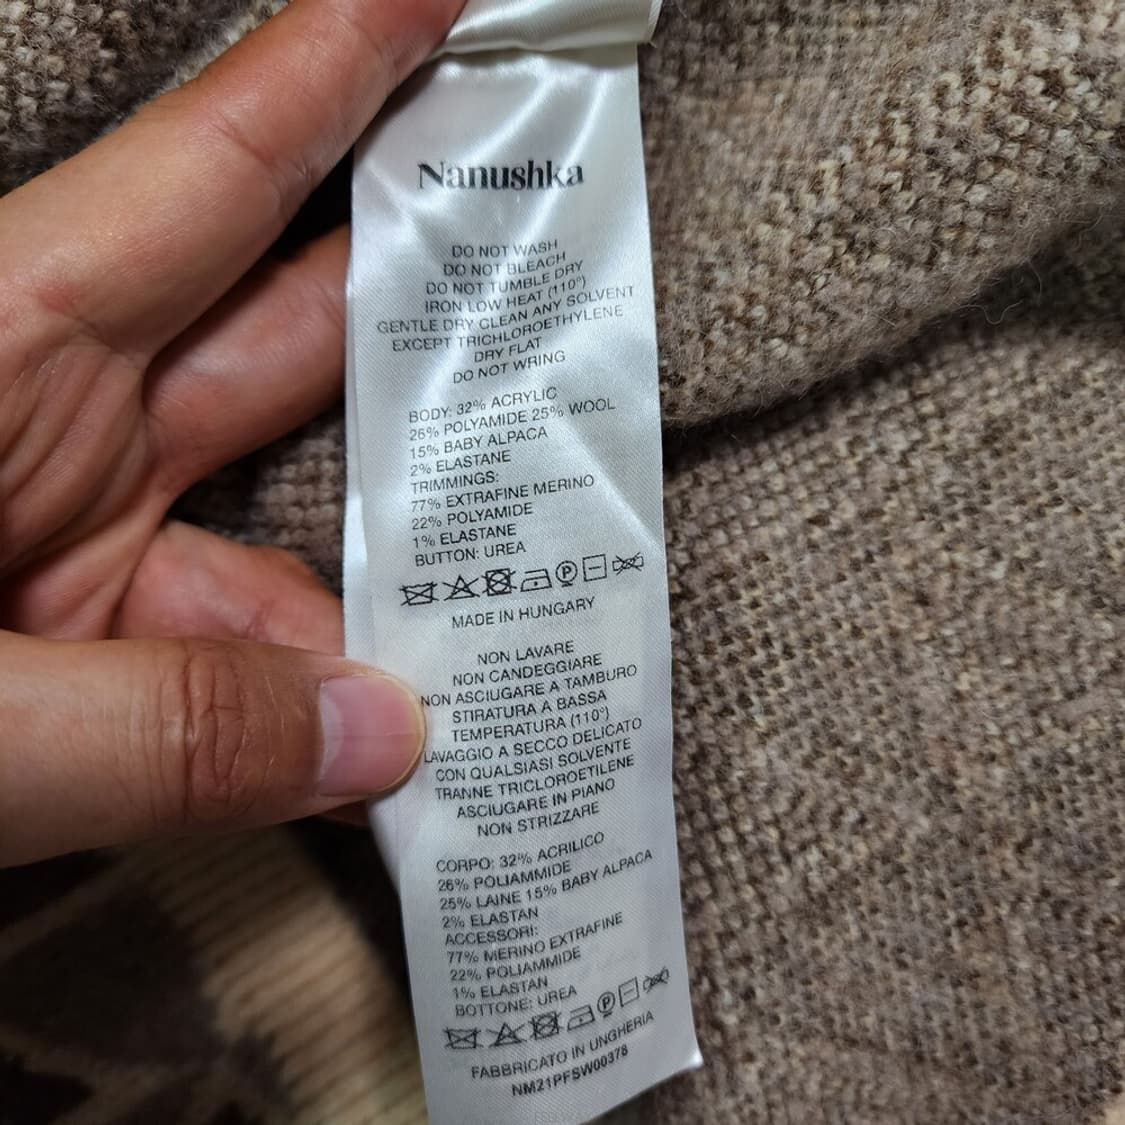 Nanushka
DO NOT WASH
DO NOT BLEACH
DO NOT TUMBLE DRY
IRON LOW HEAT (110°)
GENTLE DRY CLEAN ANY SOLVENT
EXCEPT TRICHLOROETHYLENE
DRY FLAT
DO NOT WRING
BODY: 32% ACRYLIC
26% POLYAMIDE 25% WOOL
15% BABY ALPACA
2% ELASTANE
TRIMMINGS:
77% EXTRAFINE MERINO
22% POLYAMIDE
1% ELASTANE
BUTTON: UREA
P
MADE IN HUNGARY
NON LAVARE
NON CANDEGGIARE
NON ASCIUGARE A TAMBURO
STIRATURA A BASSA
TEMPERATURA (110°)
LAVAGGIO A SECCO DELICATO
CON QUALSIASI SOLVENTE
TRANNE TRICLOROETILENE
ASCIUGARE IN PIANO
NON STRIZZARE
CORPO: 32% ACRILICO
26% POLIAMMIDE
25% LAINE 15% BABY ALPACA
2% ELASTAN
ACCESSORI:
77% MERINO EXTRAFINE
22% POLIAMMIDE
1% ELASTAN
BOTTONE: UREA
P
FABBRICATO IN UNGHERIA
NM21PFSW00378